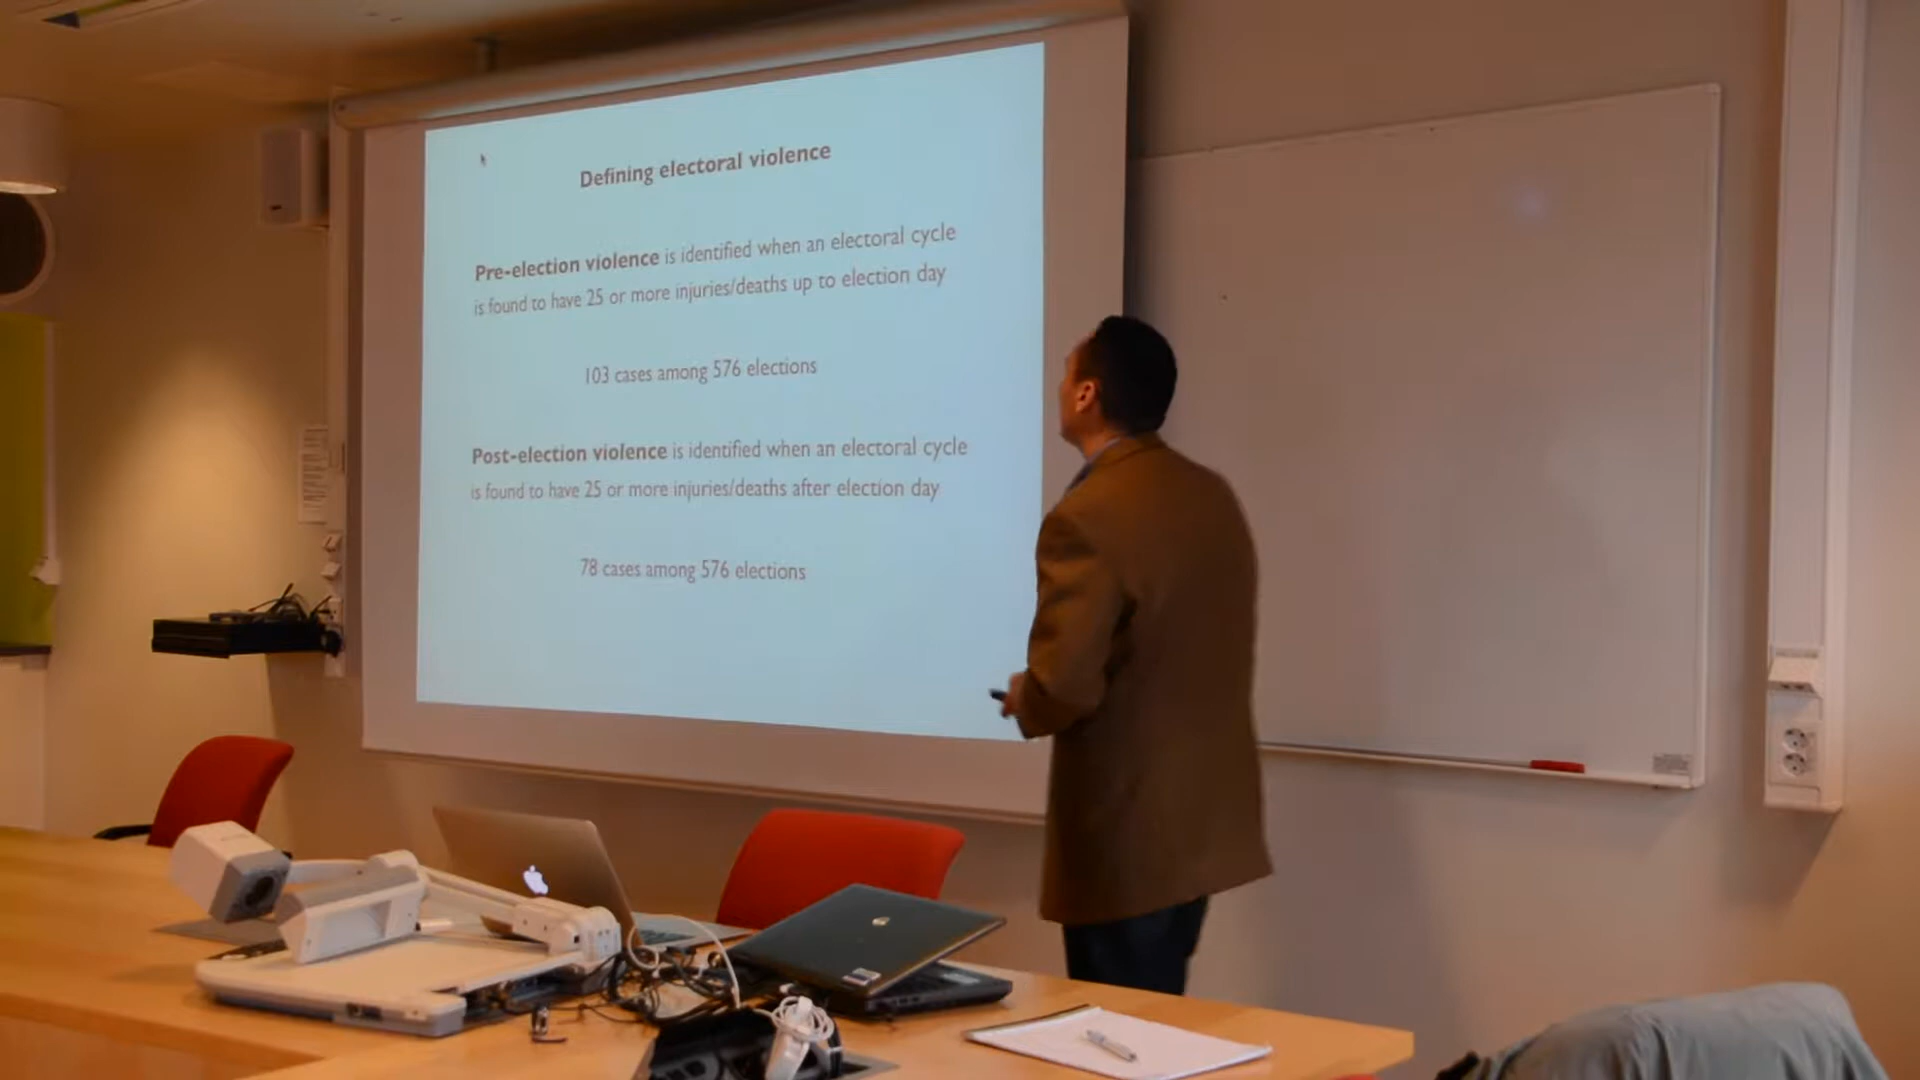 Defining electoral violence
Pre-election violence is identified when an electoral cycle
is found to have 25 or more injuries/deaths up to election day
103 cases among 576 elections
Post-election violence is identified when an electoral cycle
is found to have 25 or more injuries/deaths after election day
78 cases among 576 elections